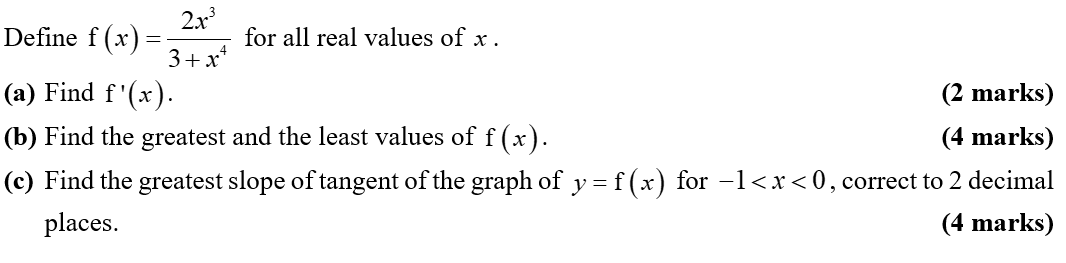 Define f(x) = \frac{2x^3}{3+x^4} for all real values of x.
(a) Find f'(x). (2 marks)
(b) Find the greatest and the least values of f(x). (4 marks)
(c) Find the greatest slope of tangent of the graph of y = f(x) for −1 < x < 0, correct to 2 decimal
places. (4 marks)